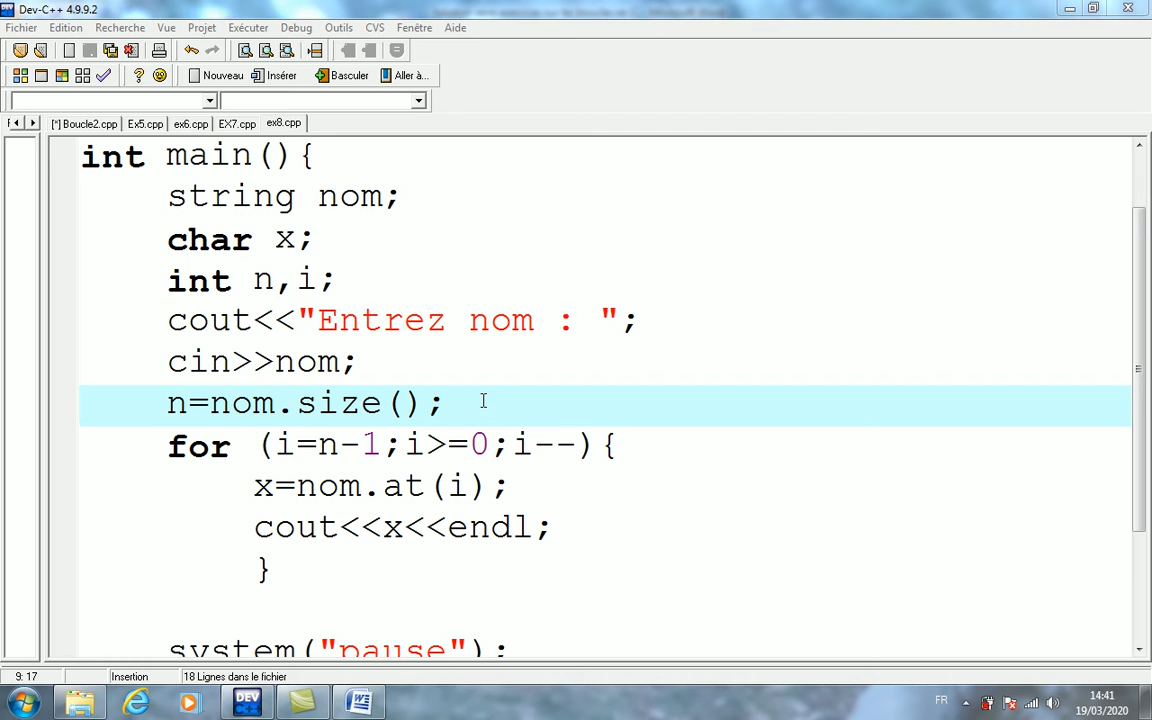 Dev-C++ 4.9.9.2
Fichier Edition Recherche Vue Projet Exécuter Debug Outils CVS Fenêtre Aide
Nouveau Insérer Basculer Aller à...
[*] Boucle2.cpp Ex5.cpp ex6.cpp EX7.cpp ex8.cpp
int main(){
string nom;
char x;
int n,i;
cout<<"Entrez nom : ";
cin>>nom;
n=nom.size();
for (i=n-1;i>=0;i--){
x=nom.at(i);
cout<<x<<endl;
}
system("pause");
9: 17 Insertion 18 Lignes dans le fichier
DEV C++
FR
14:41
19/03/2020